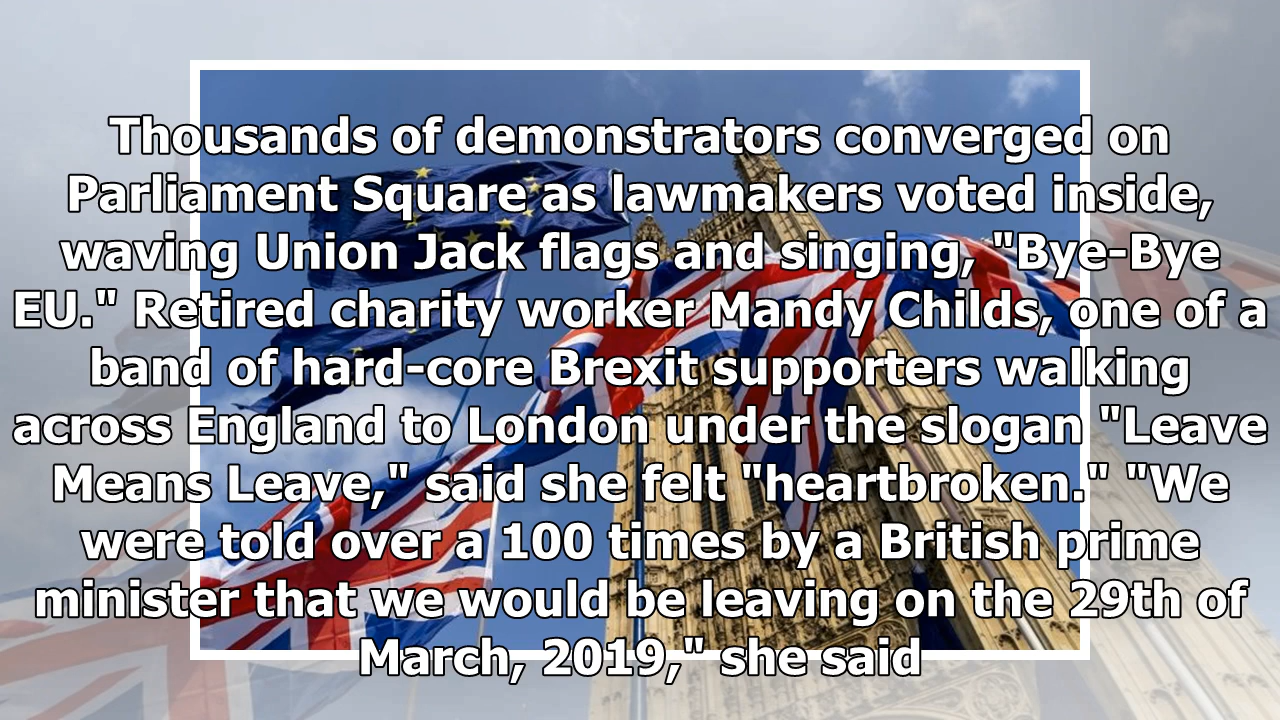 Thousands of demonstrators converged on
Parliament Square as lawmakers voted inside,
waving Union Jack flags and singing, "Bye-Bye
EU." Retired charity worker Mandy Childs, one of a
band of hard-core Brexit supporters walking
across England to London under the slogan "Leave
Means Leave," said she felt "heartbroken." "We
were told over a 100 times by a British prime
minister that we would be leaving on the 29th of
March, 2019," she said